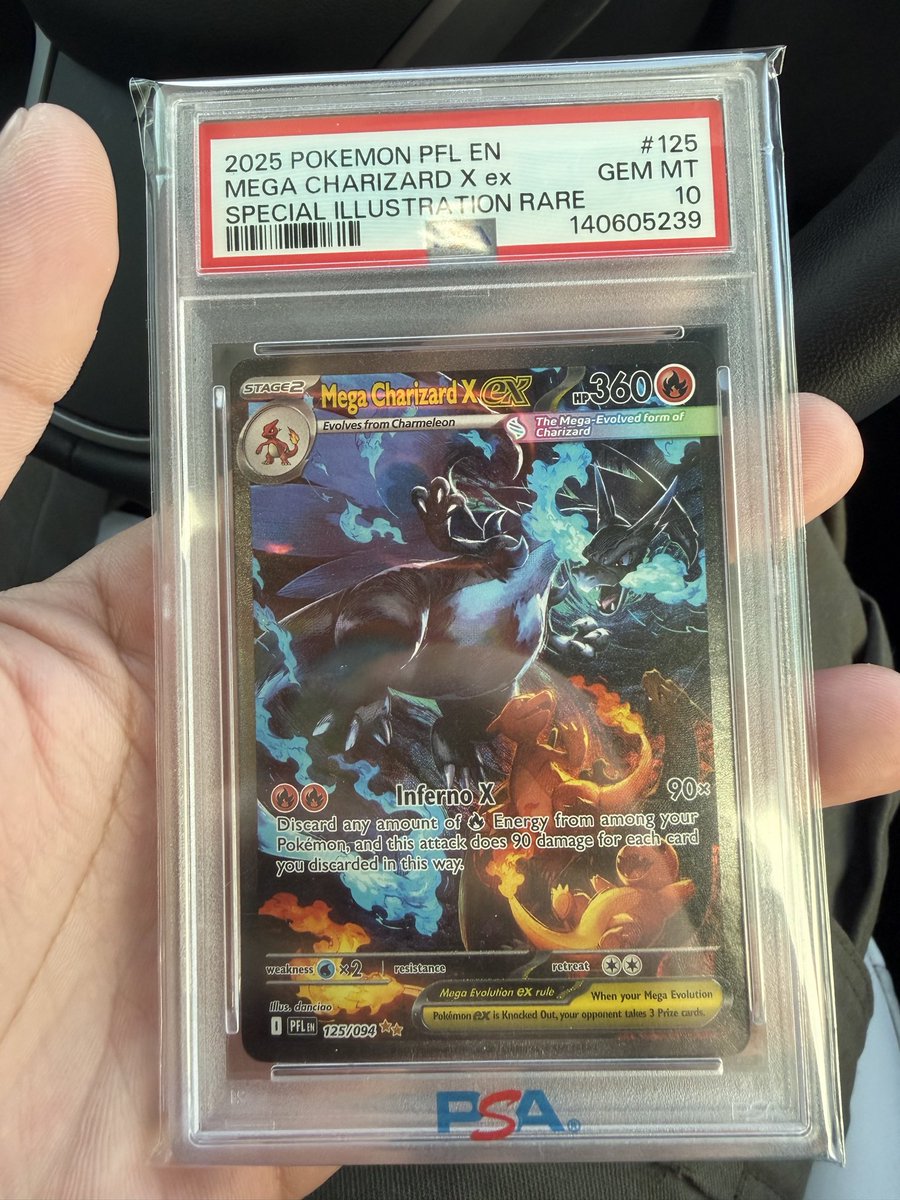 2025 POKEMON PFL EN #125
MEGA CHARIZARD X ex GEM MT
SPECIAL ILLUSTRATION RARE 10
140605239
STAGE2 Mega Charizard X ex HP 360
Evolves from Charmeleon
The Mega-Evolved form of
Charizard
Inferno X 90×
Discard any amount of Energy from among your
Pokémon, and this attack does 90 damage for each card
you discarded in this way.
weakness ×2 resistance retreat
Mega Evolution ex rule When your Mega Evolution
Pokémon ex is Knocked Out, your opponent takes 3 Prize cards.
Illus. danciao
I PFL EN 125/094
PSA®